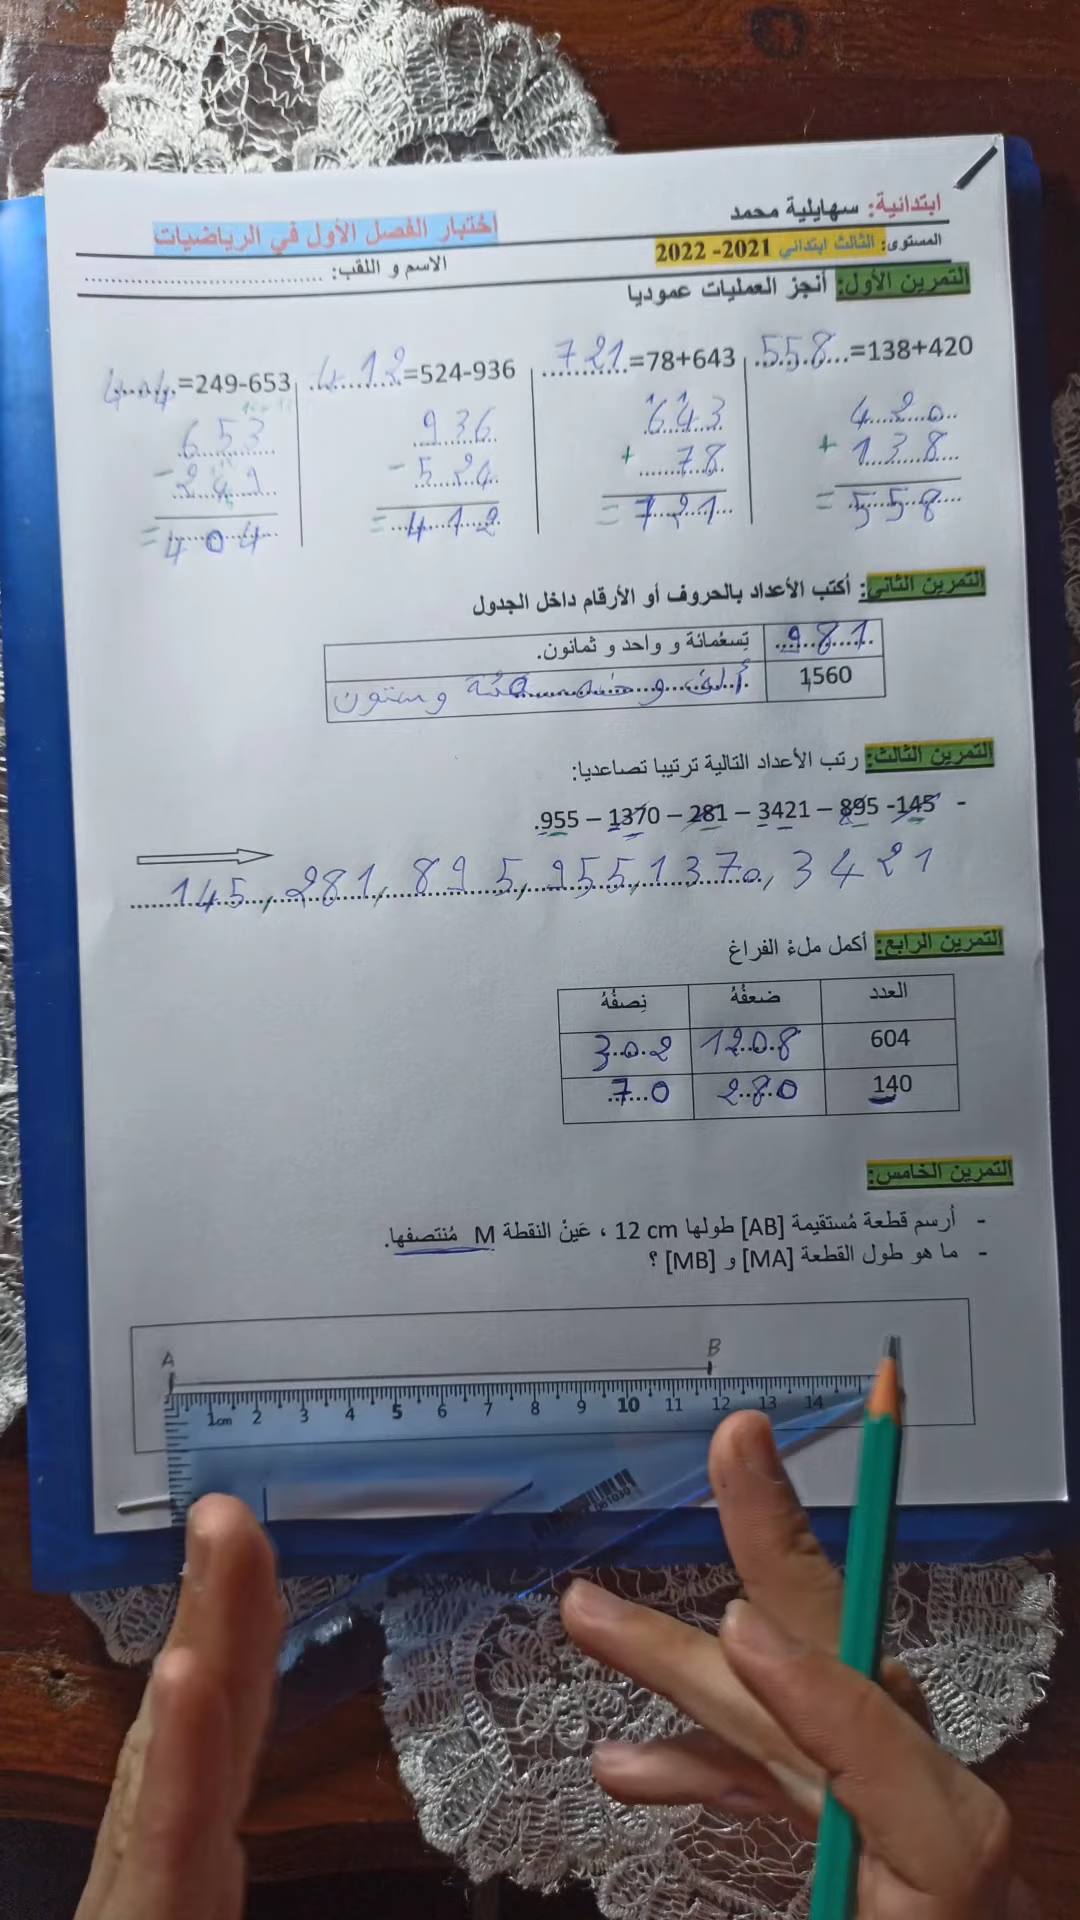 ابتدائية: سهايلية محمد
اختبار الفصل الأول في الرياضيات
المستوى: الثالث ابتدائي 2021- 2022
الاسم و اللقب: ........................................
التمرين الأول: أنجز العمليات عموديا
558...=138+420
721=78+643
412=524-936
404=249-653
420
+ 138
= 558
1 1
643
+ 78
= 721
936
- 524
= 412
653
- 249
= 404
التمرين الثاني: أكتب الأعداد بالحروف أو الأرقام داخل الجدول
981 تِسعُمائة و واحد و ثمانون.
1560 ألف و خمسمائة وستون
التمرين الثالث: رتب الأعداد التالية ترتيبا تصاعديا:
- 145- 895 – 3421 – 281 – 1370 – 955.
145, 281, 895, 955, 1370, 3421
التمرين الرابع: أكمل ملءْ الفراغ
العدد ضعفُهُ نِصفُهُ
604 1208 302
140 280 70
التمرين الخامس:
- أرسم قطعة مُستقيمة [AB] طولها 12 cm ، عَينْ النقطة M مُنتصفها.
- ما هو طول القطعة [MA] و [MB] ؟
A B
1cm 2 3 4 5 6 7 8 9 10 11 12 13 14